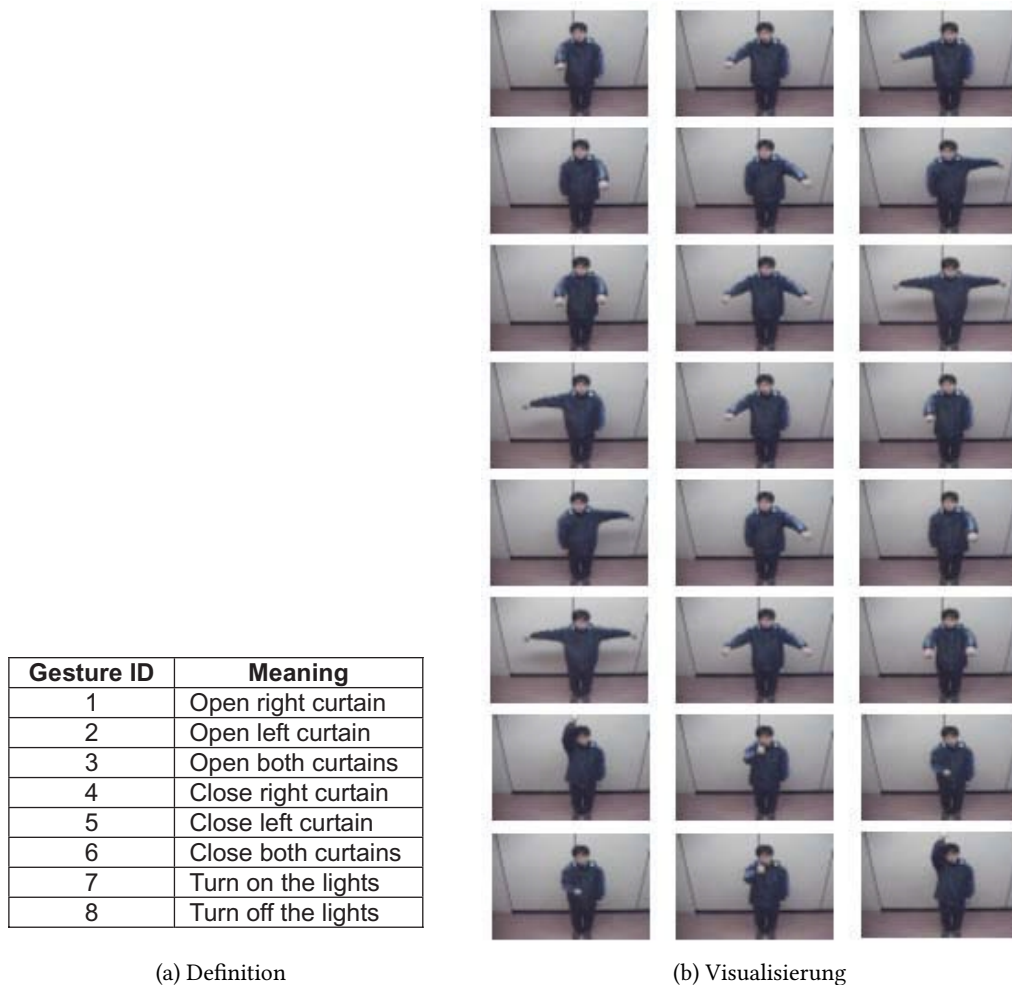 Gesture ID Meaning
1 Open right curtain
2 Open left curtain
3 Open both curtains
4 Close right curtain
5 Close left curtain
6 Close both curtains
7 Turn on the lights
8 Turn off the lights
(a) Definition
(b) Visualisierung